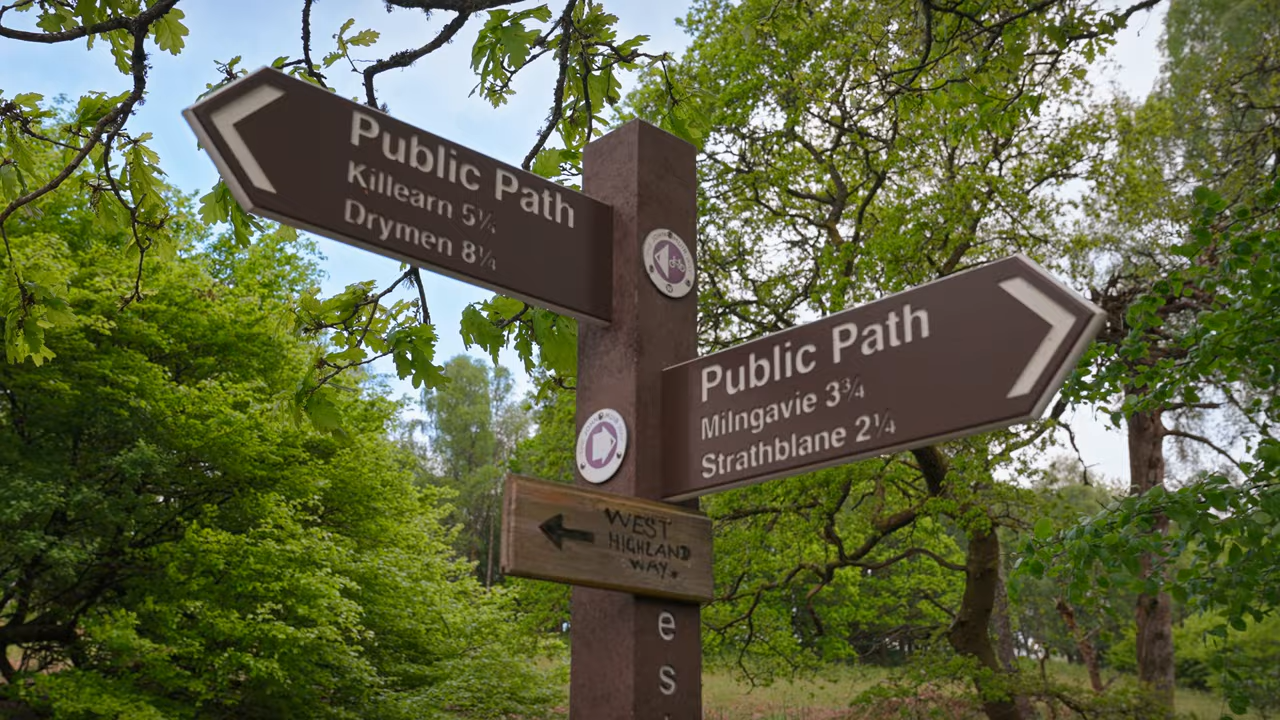 Public Path
Killearn 5¼
Drymen 8¼
Public Path
Milngavie 3¾
Strathblane 2¼
WEST
HIGHLAND
WAY.
e
s